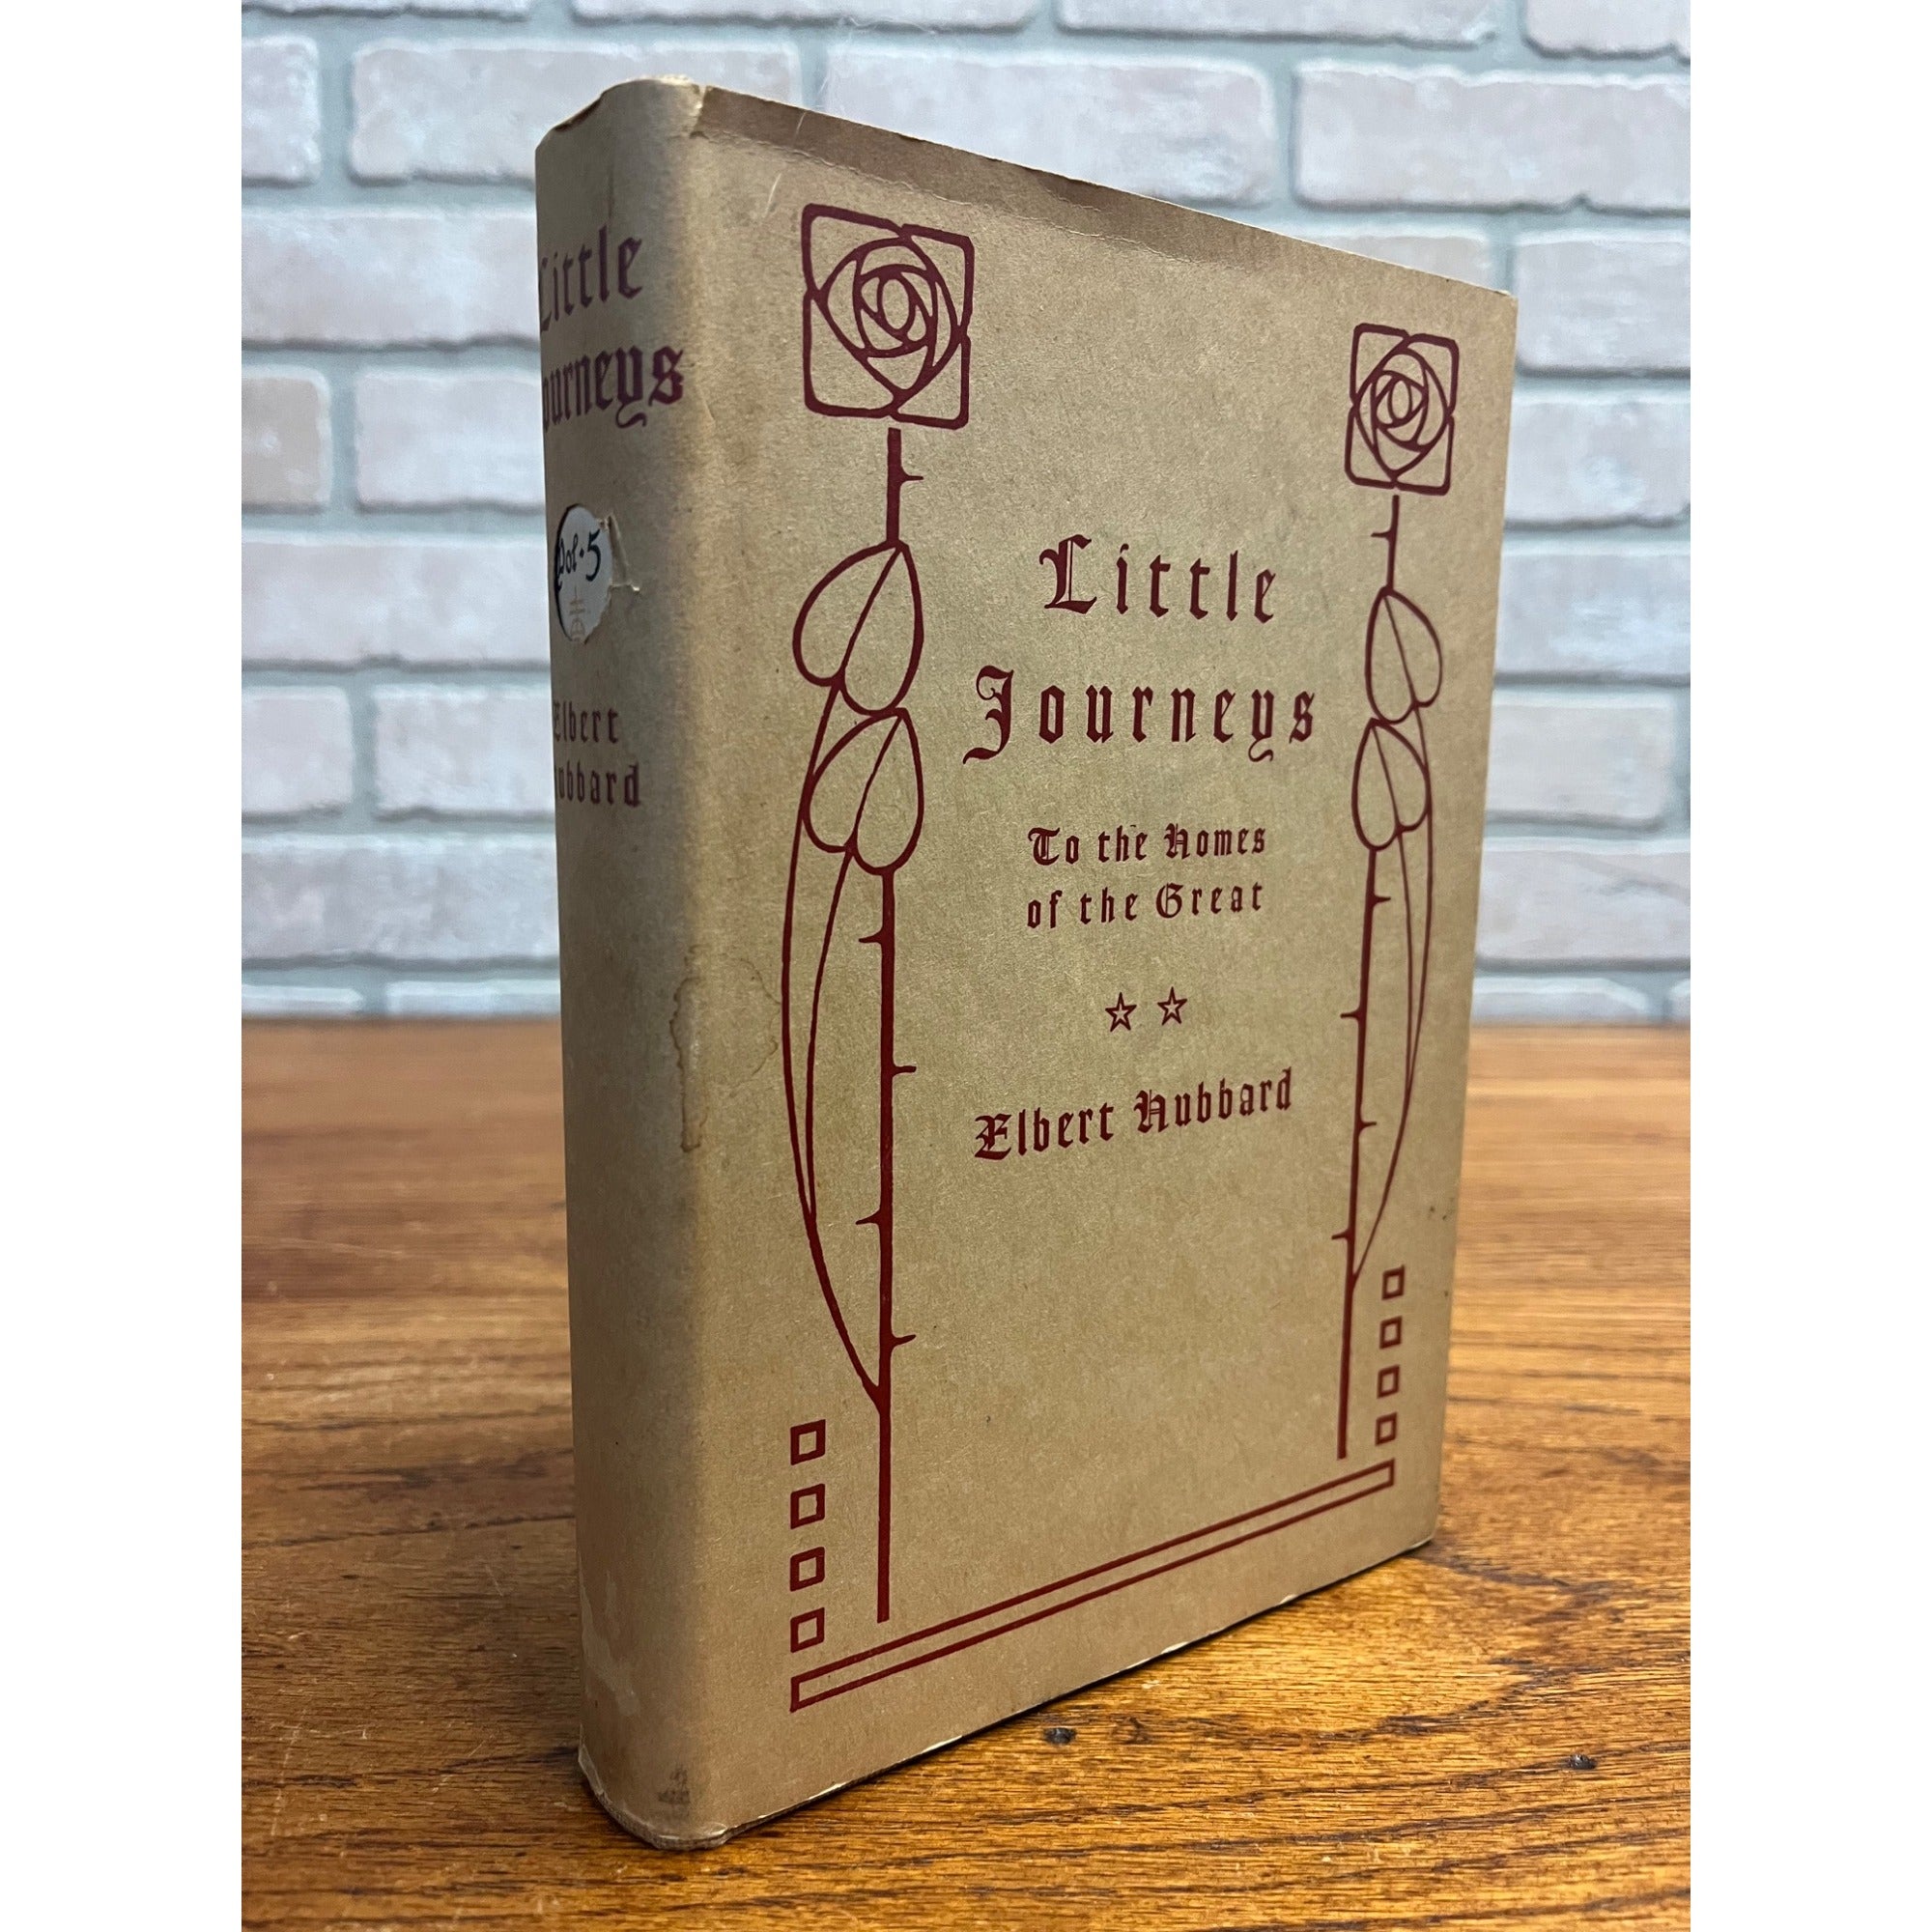 Little
Journeys
Vol. 5
Elbert
Hubbard
Little
Journeys
To the Homes
of the Great
Elbert Hubbard